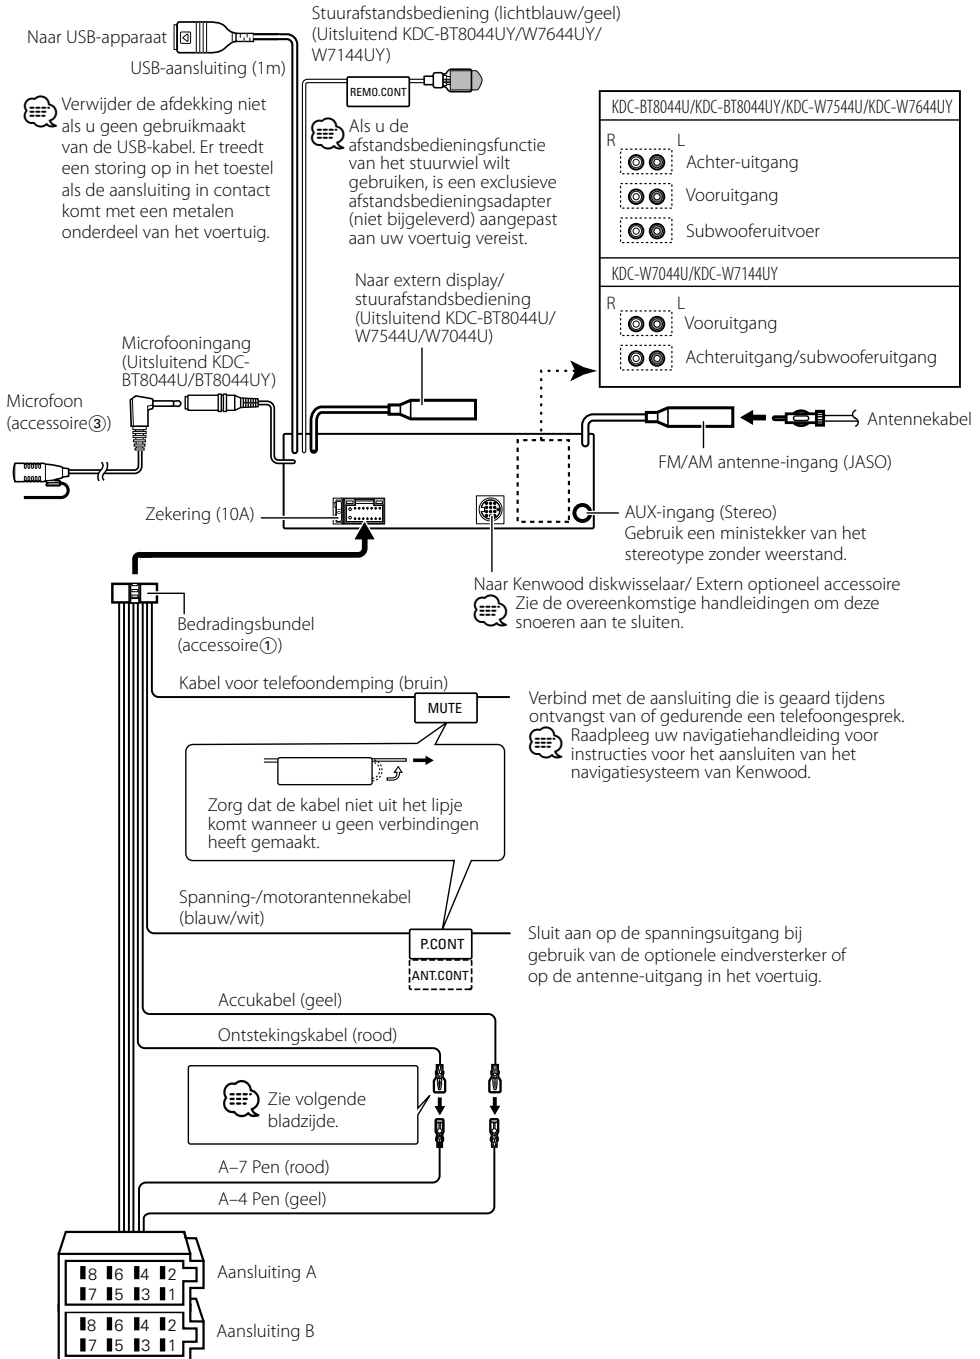 Stuurafstandsbediening (lichtblauw/geel)
(Uitsluitend KDC-BT8044UY/W7644UY/
W7144UY)
Naar USB-apparaat
USB-aansluiting (1m)
REMO.CONT
Verwijder de afdekking niet
als u geen gebruikmaakt
van de USB-kabel. Er treedt
een storing op in het toestel
als de aansluiting in contact
komt met een metalen
onderdeel van het voertuig.
Als u de
afstandsbedieningsfunctie
van het stuurwiel wilt
gebruiken, is een exclusieve
afstandsbedieningsadapter
(niet bijgeleverd) aangepast
aan uw voertuig vereist.
KDC-BT8044U/KDC-BT8044UY/KDC-W7544U/KDC-W7644UY
R L
Achter-uitgang
Vooruitgang
Subwooferuitvoer
KDC-W7044U/KDC-W7144UY
R L
Vooruitgang
Achteruitgang/subwooferuitgang
Naar extern display/
stuurafstandsbediening
(Uitsluitend KDC-BT8044U/
W7544U/W7044U)
Microfooningang
(Uitsluitend KDC-
BT8044U/BT8044UY)
Microfoon
(accessoire③)
Antennekabel
FM/AM antenne-ingang (JASO)
Zekering (10A)
AUX-ingang (Stereo)
Gebruik een ministekker van het
stereotype zonder weerstand.
Naar Kenwood diskwisselaar/ Extern optioneel accessoire
Zie de overeenkomstige handleidingen om deze
snoeren aan te sluiten.
Bedradingsbundel
(accessoire①)
Kabel voor telefoondemping (bruin)
MUTE
Verbind met de aansluiting die is geaard tijdens
ontvangst van of gedurende een telefoongesprek.
Raadpleeg uw navigatiehandleiding voor
instructies voor het aansluiten van het
navigatiesysteem van Kenwood.
Zorg dat de kabel niet uit het lipje
komt wanneer u geen verbindingen
heeft gemaakt.
Spanning-/motorantennekabel
(blauw/wit)
P.CONT
ANT.CONT
Sluit aan op de spanningsuitgang bij
gebruik van de optionele eindversterker of
op de antenne-uitgang in het voertuig.
Accukabel (geel)
Ontstekingskabel (rood)
Zie volgende
bladzijde.
A–7 Pen (rood)
A–4 Pen (geel)
8 6 4 2
7 5 3 1
Aansluiting A
8 6 4 2
7 5 3 1
Aansluiting B